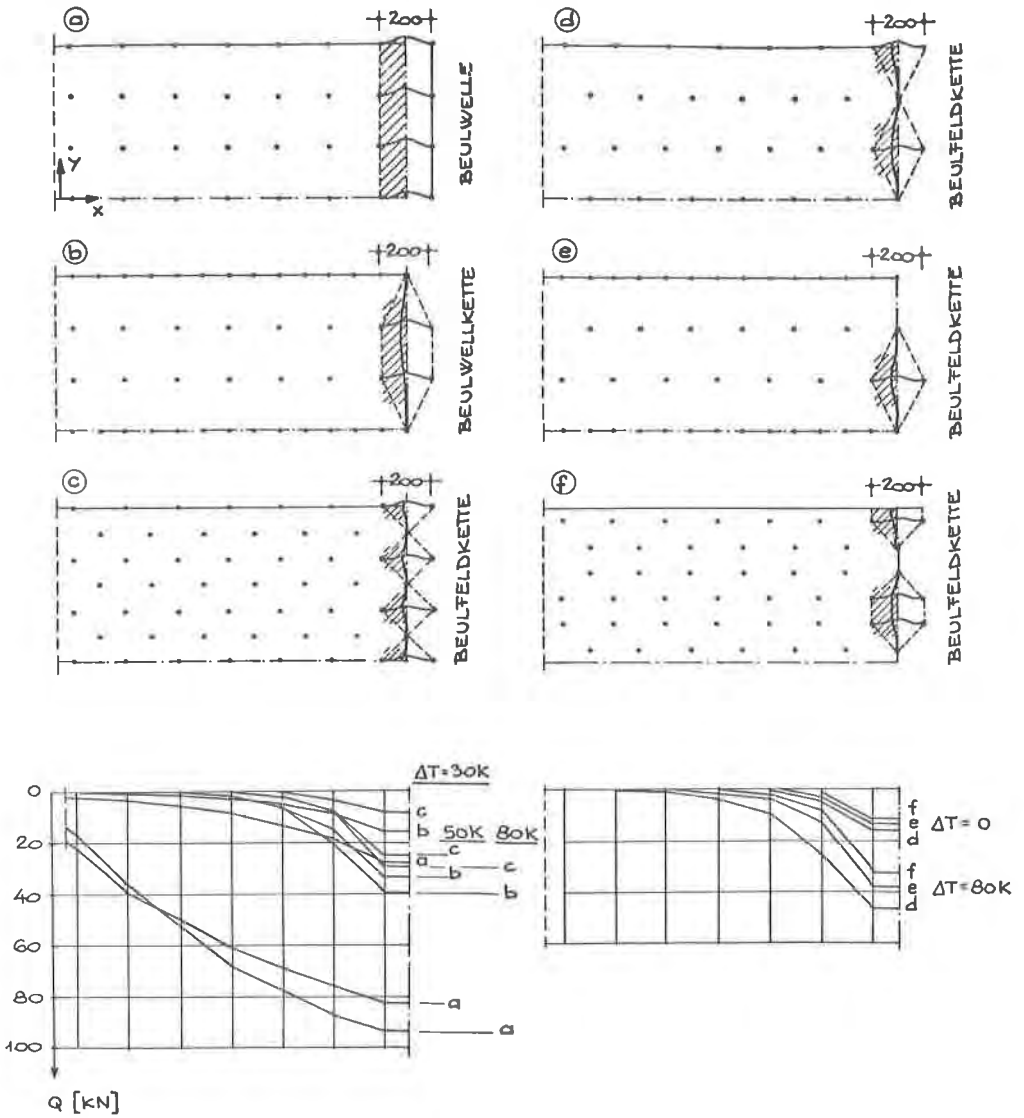 a
200
BEULWELLE
Y
x
d
200
BEULFELDKETTE
b
200
BEULWELLKETTE
e
200
BEULFELDKETTE
c
200
BEULFELDKETTE
f
200
BEULFELDKETTE
ΔT=30K
0
20
40
60
80
100
Q [KN]
c
b 50K 80K
c
a
c
b
b
a
a
f
e ΔT=0
d
f
e ΔT=80K
d